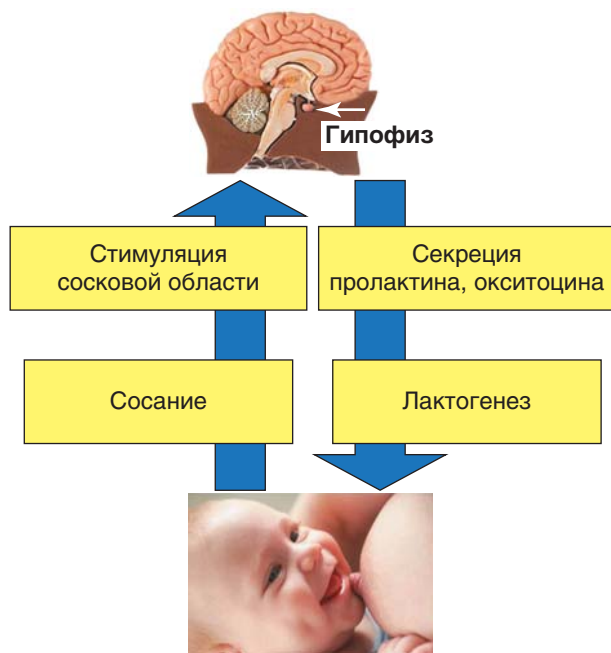 Гипофиз
Стимуляция
сосковой области
Секреция
пролактина, окситоцина
Сосание
Лактогенез